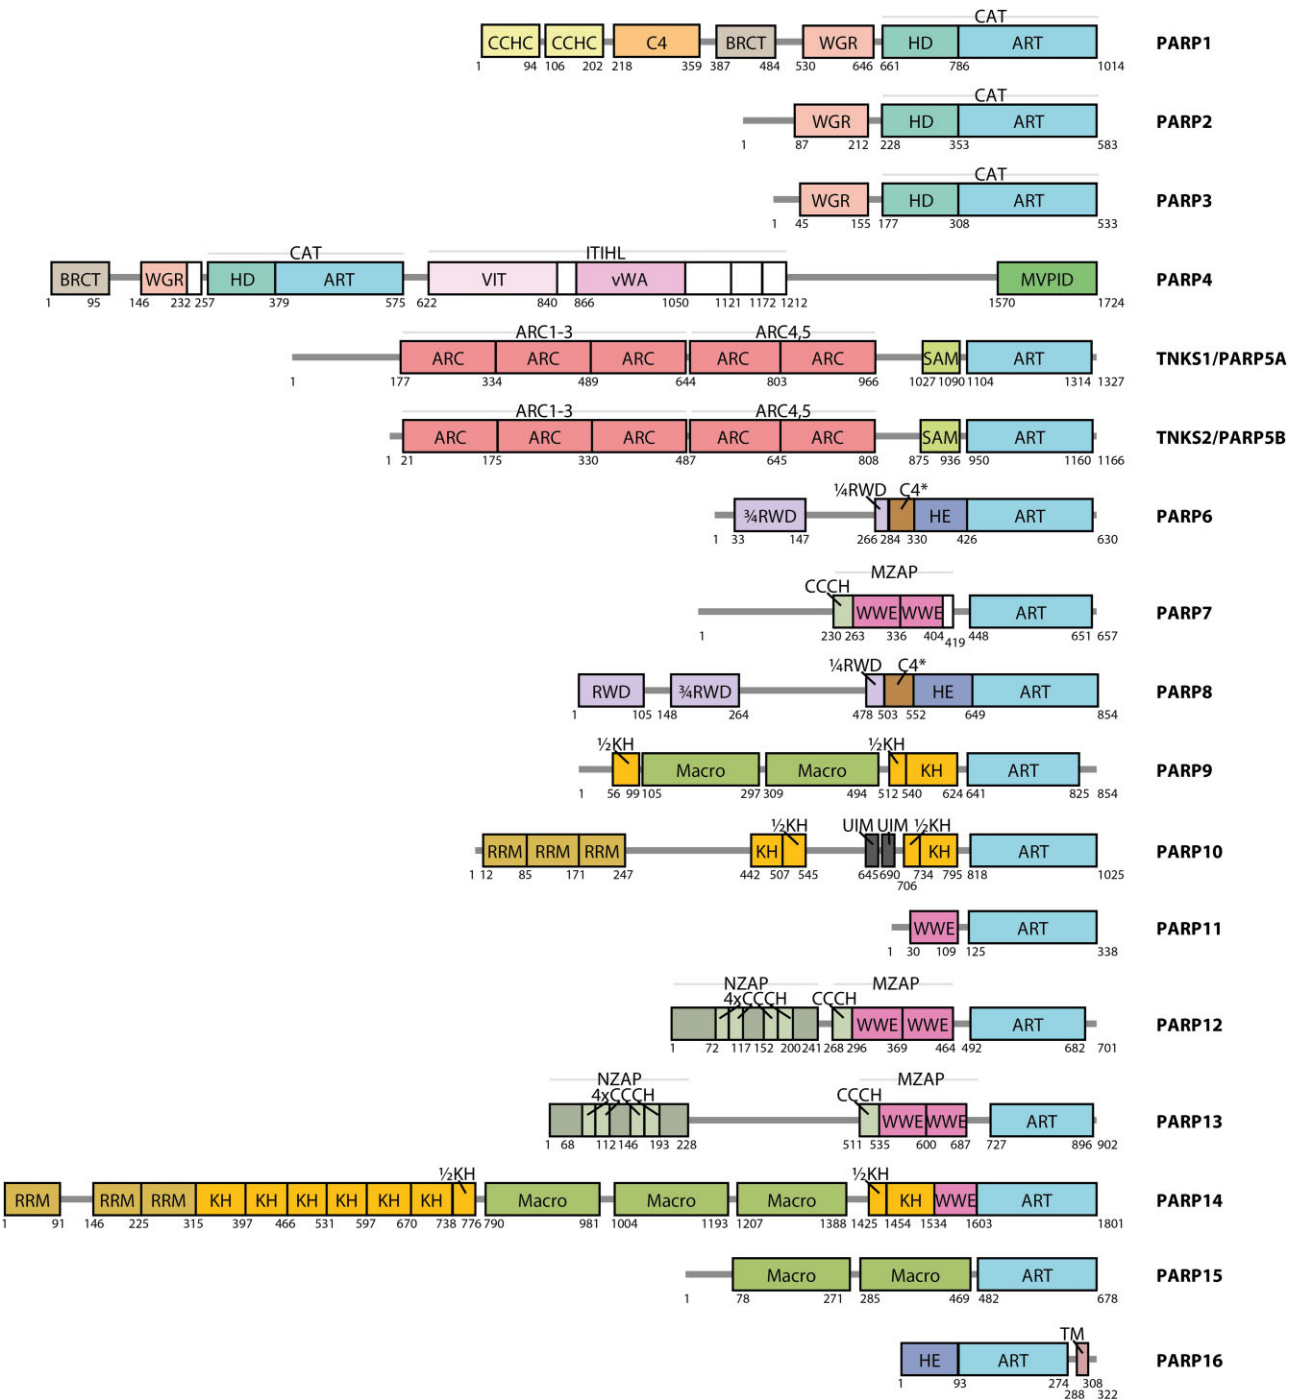 CAT
CCHC CCHC C4 BRCT WGR HD ART PARP1
1 94 106 202 218 359 387 484 530 646 661 786 1014
CAT
WGR HD ART PARP2
1 87 212 228 353 583
CAT
WGR HD ART PARP3
1 45 155 177 308 533
CAT ITIHL
BRCT WGR HD ART VIT vWA MVPID PARP4
1 95 146 232 257 379 575 622 840 866 1050 1121 1172 1212 1570 1724
ARC1-3 ARC4,5
ARC ARC ARC ARC ARC SAM ART TNKS1/PARP5A
1 177 334 489 644 803 966 1027 1090 1104 1314 1327
ARC1-3 ARC4,5
ARC ARC ARC ARC ARC SAM ART TNKS2/PARP5B
1 21 175 330 487 645 808 875 936 950 1160 1166
¼RWD C4*
¾RWD HE ART PARP6
1 33 147 266 284 330 426 630
MZAP
CCCH
WWE WWE ART PARP7
1 230 263 336 404 419 448 651 657
¼RWD C4*
RWD ¾RWD HE ART PARP8
1 105 148 264 478 503 552 649 854
½KH ½KH
Macro Macro KH ART PARP9
1 56 99 105 297 309 494 512 540 624 641 825 854
½KH UIM UIM ½KH
RRM RRM RRM KH KH ART PARP10
1 12 85 171 247 442 507 545 645 690 706 734 795 818 1025
WWE ART PARP11
1 30 109 125 338
NZAP MZAP
4xCCCH CCCH
WWE WWE ART PARP12
1 72 117 152 200 241 268 296 369 464 492 682 701
NZAP MZAP
4xCCCH CCCH
WWE WWE ART PARP13
1 68 112 146 193 228 511 535 600 687 727 896 902
½KH ½KH
RRM RRM RRM KH KH KH KH KH KH Macro Macro Macro KH WWE ART PARP14
1 91 146 225 315 397 466 531 597 670 738 776 790 981 1004 1193 1207 1388 1425 1454 1534 1603 1801
Macro Macro ART PARP15
1 78 271 285 469 482 678
TM
HE ART PARP16
1 93 274 288 308 322